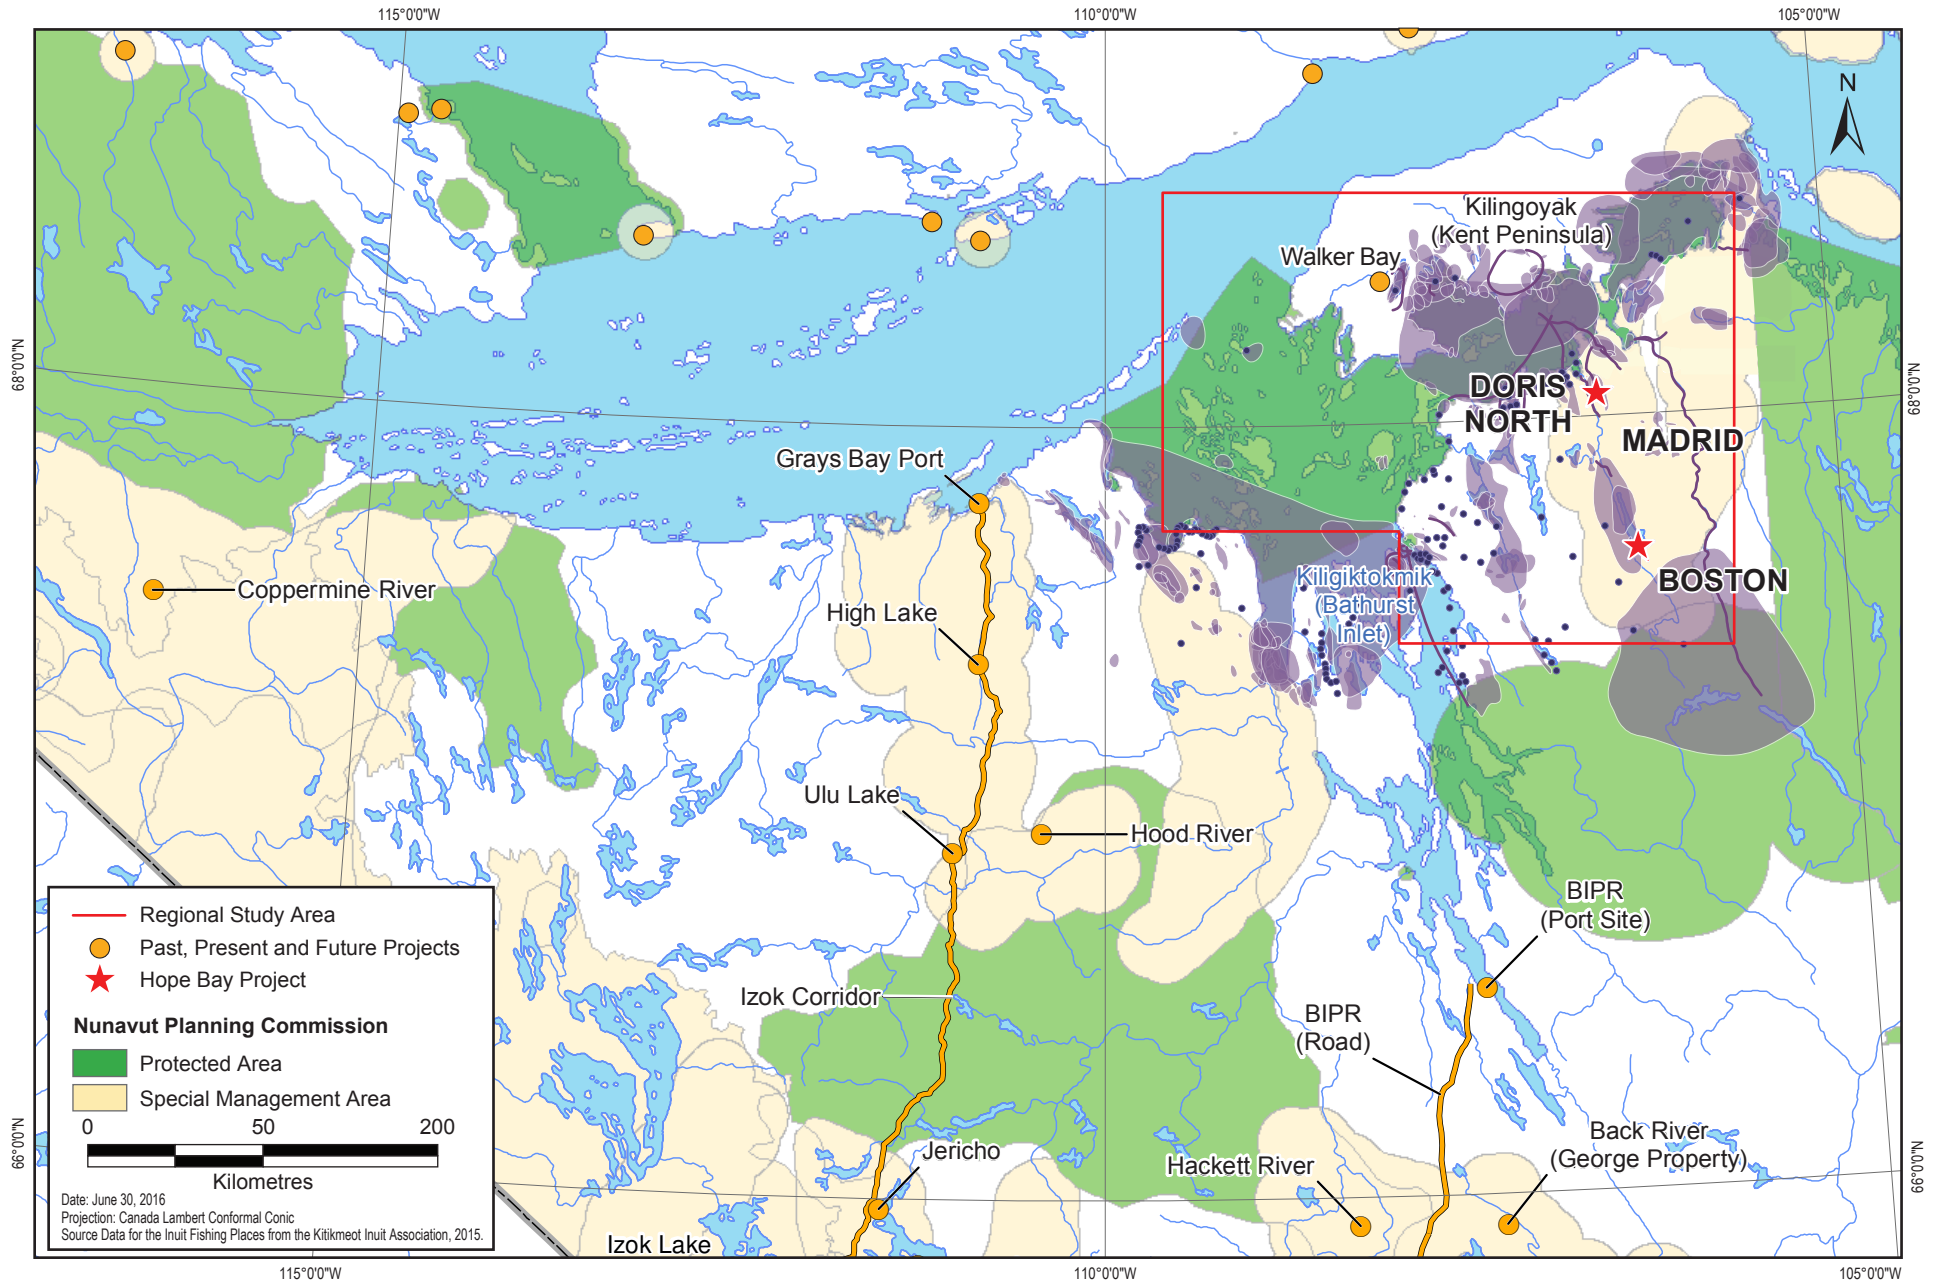 115°0'0"W
110°0'0"W
105°0'0"W
N
Kilingoyak
(Kent Peninsula)
Walker Bay
68°0'0"N
68°0'0"N
DORIS
NORTH
MADRID
Grays Bay Port
BOSTON
Kiligiktokmik
(Bathurst
Inlet)
Coppermine River
High Lake
Ulu Lake
Hood River
BIPR
(Port Site)
Izok Corridor
BIPR
(Road)
Regional Study Area
Past, Present and Future Projects
Hope Bay Project
Nunavut Planning Commission
Protected Area
Special Management Area
0 50 200
Kilometres
Date: June 30, 2016
Projection: Canada Lambert Conformal Conic
Source Data for the Inuit Fishing Places from the Kitikmeot Inuit Association, 2015.
66°0'0"N
66°0'0"N
Jericho
Hackett River
Back River
(George Property)
Izok Lake
115°0'0"W
110°0'0"W
105°0'0"W